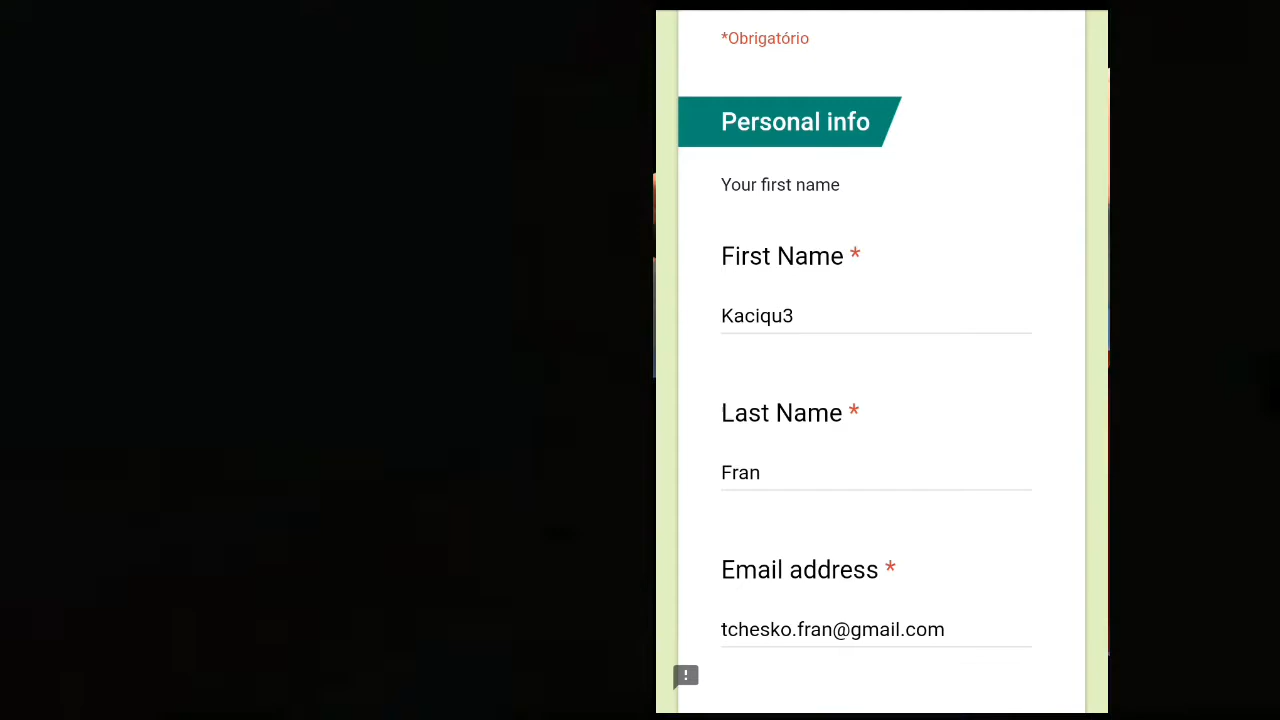 *Obrigatório
Personal info
Your first name
First Name *
Kaciqu3
Last Name *
Fran
Email address *
tchesko.fran@gmail.com